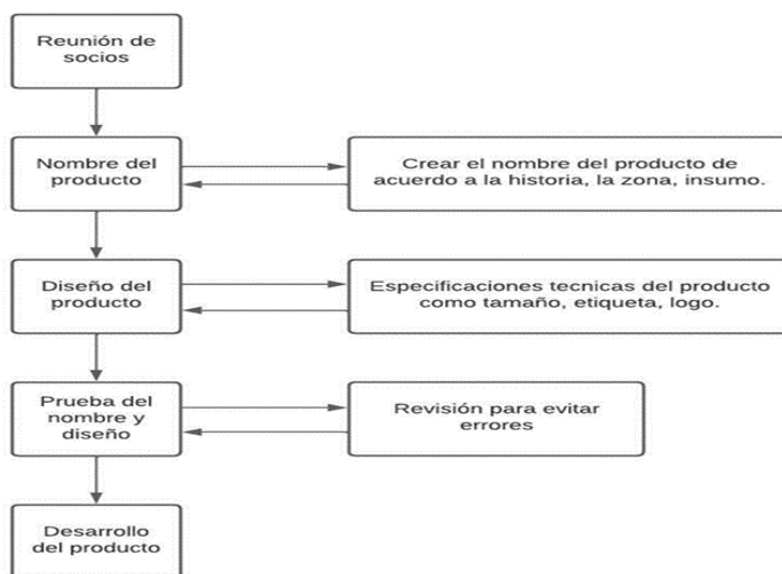 Reunión de
socios
Nombre del
producto
Crear el nombre del producto de
acuerdo a la historia, la zona, insumo.
Diseño del
producto
Especificaciones tecnicas del producto
como tamaño, etiqueta, logo.
Prueba del
nombre y
diseño
Revisión para evitar
errores
Desarrollo
del producto